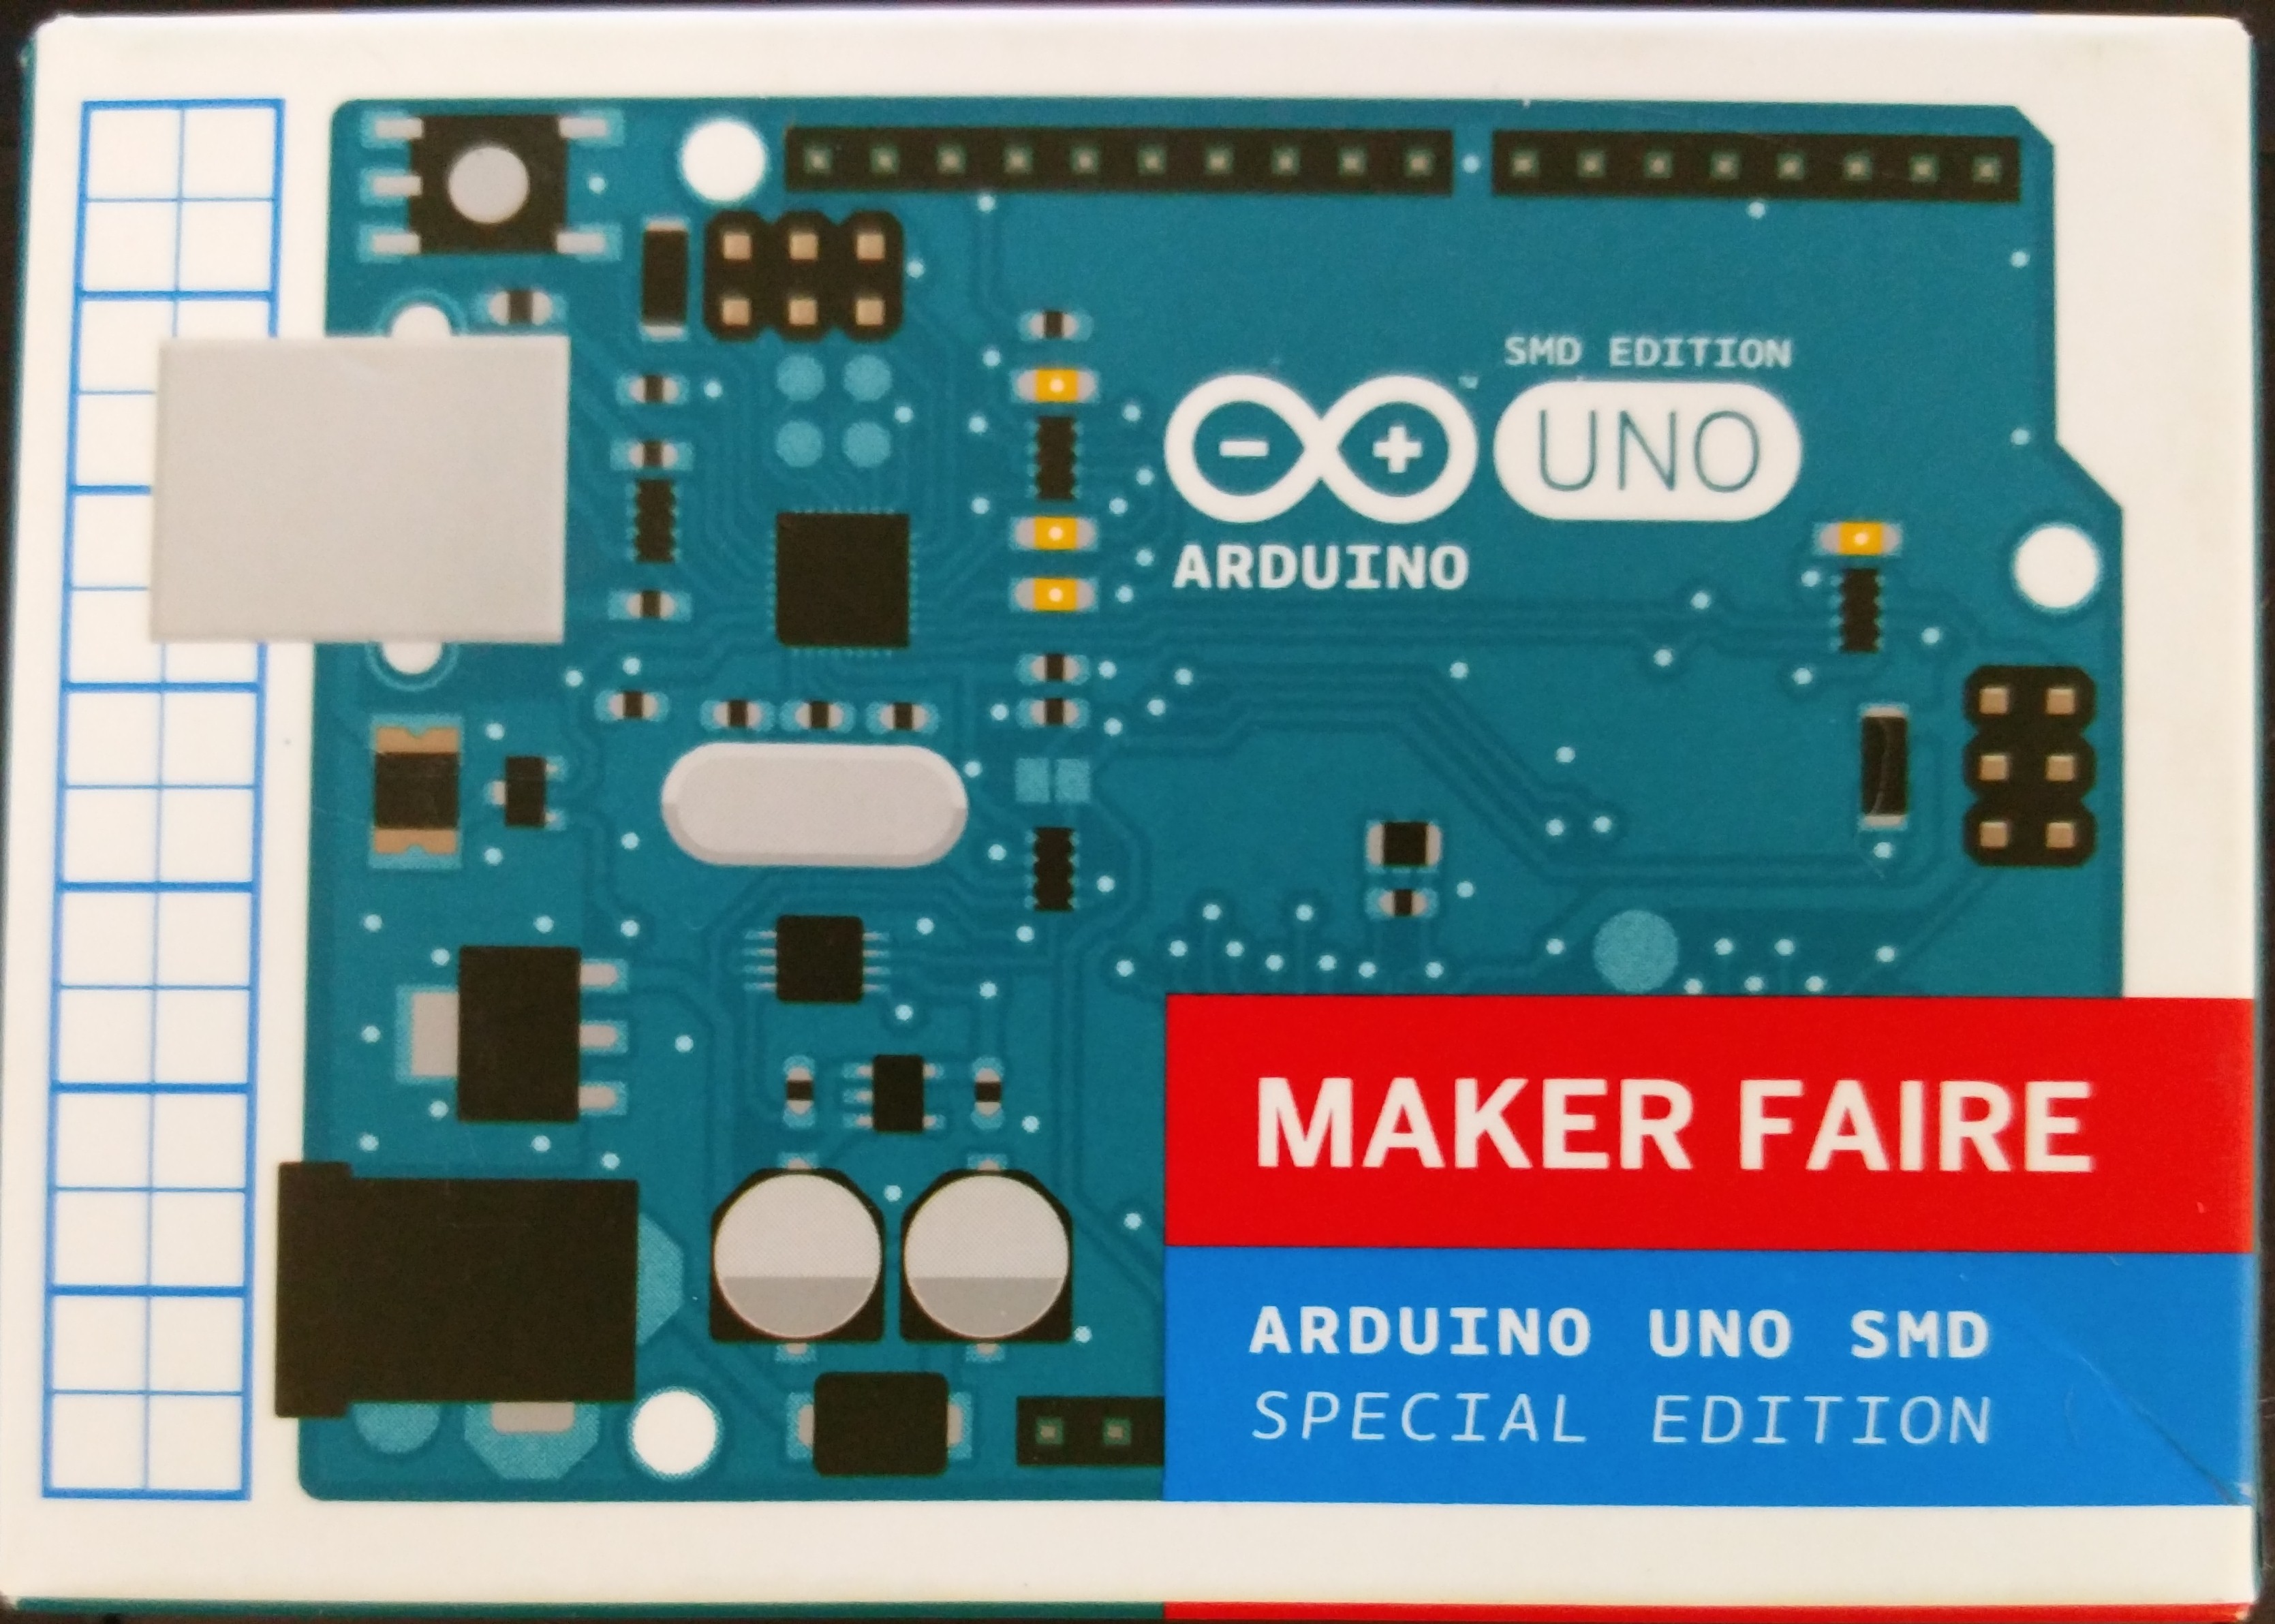 SMD EDITION
UNO
ARDUINO
MAKER FAIRE
ARDUINO UNO SMD
SPECIAL EDITION